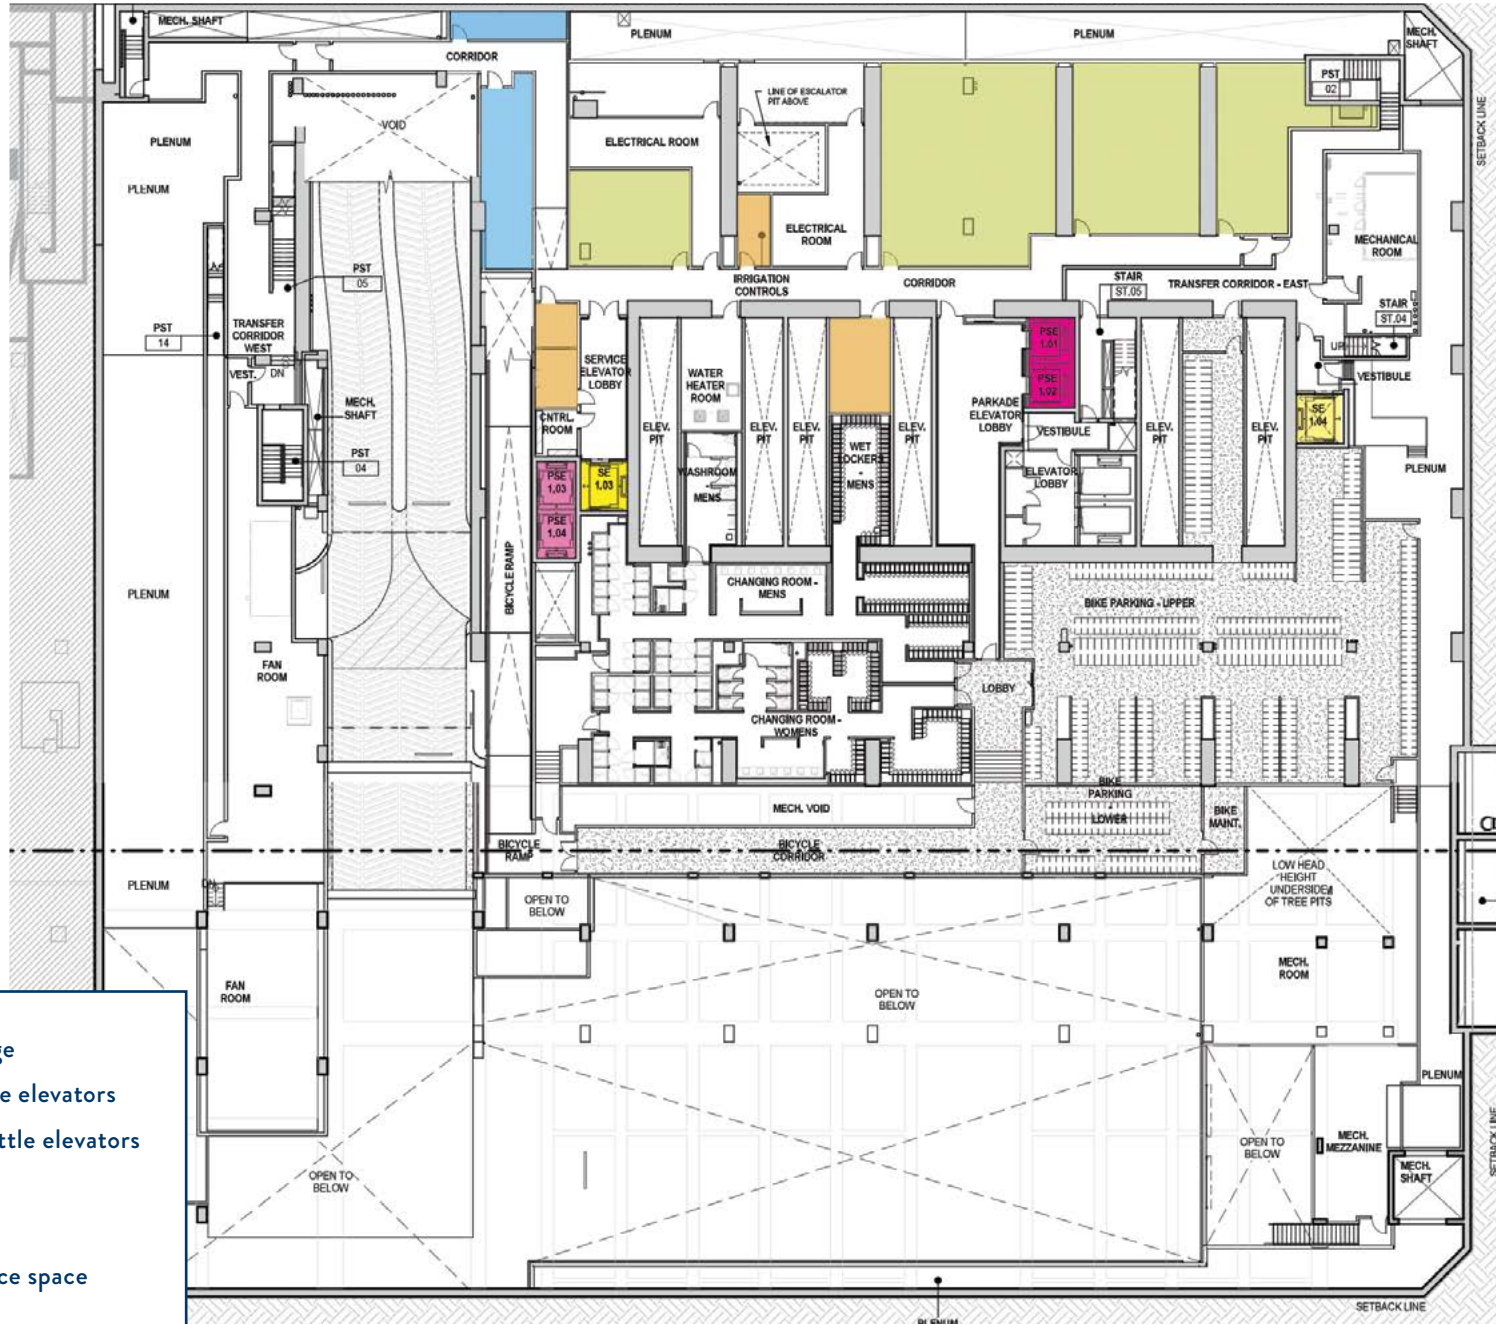 MECH. SHAFT
PLENUM
PLENUM
MECH.
SHAFT
CORRIDOR
PST
02
LINE OF ESCALATOR
PIT ABOVE
VOID
PLENUM
ELECTRICAL ROOM
SETBACK LINE
PLENUM
ELECTRICAL
ROOM
MECHANICAL
ROOM
PST
05
IRRIGATION
CONTROLS
CORRIDOR
STAIR
ST.05
TRANSFER CORRIDOR - EAST
STAIR
ST.04
PST
14
TRANSFER
CORRIDOR
WEST
PSE
1.01
UP
SERVICE
ELEVATOR
LOBBY
WATER
HEATER
ROOM
VEST.
DN
PSE
1.02
VESTIBULE
MECH.
SHAFT
PARKADE
ELEVATOR
LOBBY
CNTRL.
ROOM
ELEV.
PIT
ELEV.
PIT
ELEV.
PIT
ELEV.
PIT
VESTIBULE
ELEV.
PIT
ELEV.
PIT
SE
1.04
PST
04
WET
LOCKERS
- MENS
PSE
1.03
SE
1.03
WASHROOM
- MENS
ELEVATOR
LOBBY
PLENUM
PSE
1.04
BICYCLE RAMP
CHANGING ROOM -
MENS
PLENUM
BIKE PARKING - UPPER
FAN
ROOM
LOBBY
CHANGING ROOM -
WOMENS
MECH. VOID
BIKE
PARKING
-
LOWER
BIKE
MAINT.
BICYCLE
RAMP
BICYCLE
CORRIDOR
LOW HEAD
HEIGHT
UNDERSIDE
OF TREE PITS
PLENUM
DN
OPEN TO
BELOW
MECH.
ROOM
FAN
ROOM
OPEN TO
BELOW
ge
e elevators
ttle elevators
ce space
PLENUM
OPEN TO
BELOW
MECH.
MEZZANINE
OPEN TO
BELOW
MECH.
SHAFT
SETBACK LINE
SETBACK LINE
PLENUM